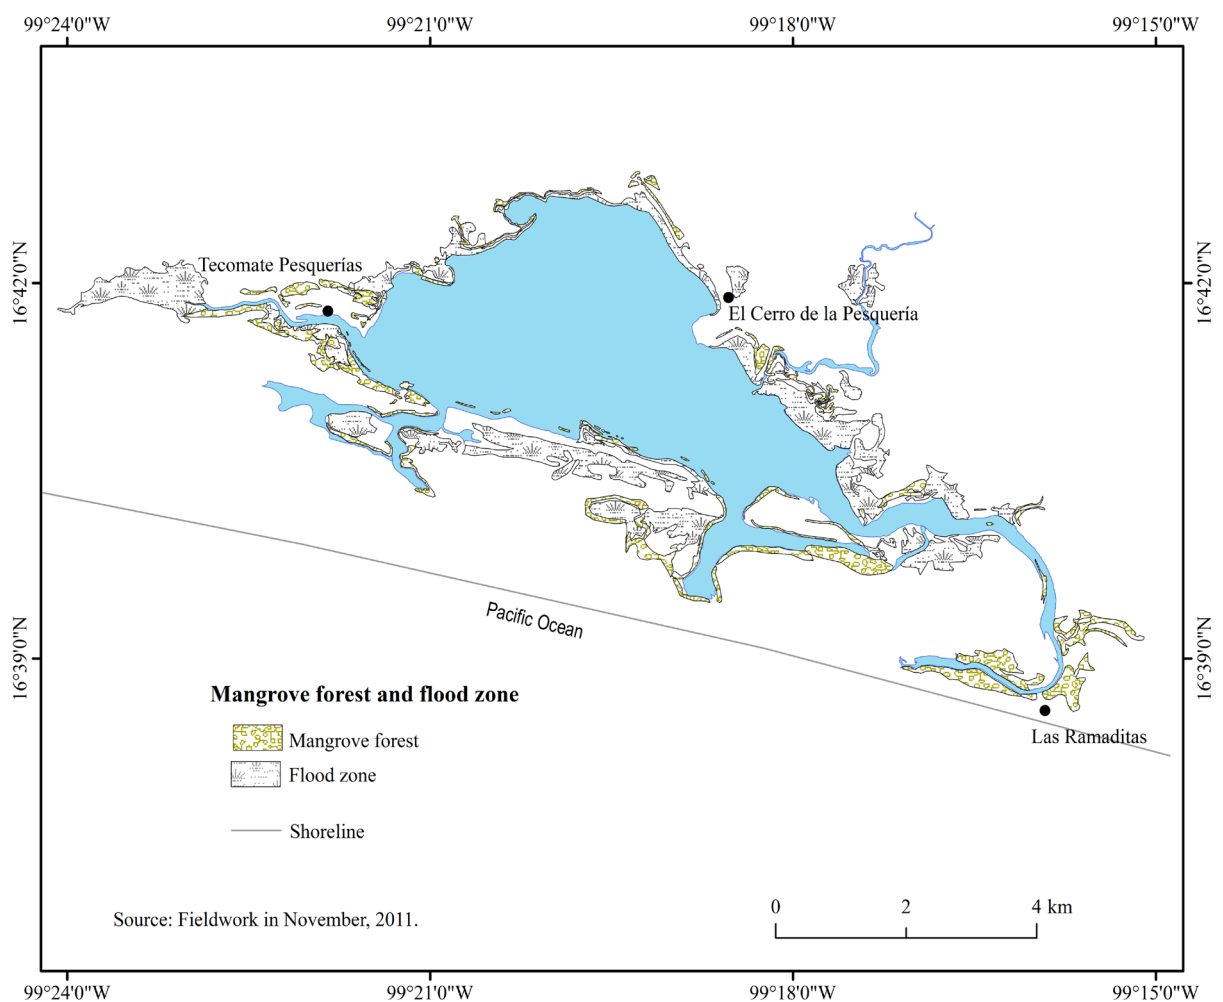 99°24'0"W 99°21'0"W 99°18'0"W 99°15'0"W
16°42'0"N
16°42'0"N
Tecomate Pesquerías
El Cerro de la Pesquería
Pacific Ocean
16°39'0"N
16°39'0"N
Las Ramaditas
Mangrove forest and flood zone
Mangrove forest
Flood zone
Shoreline
Source: Fieldwork in November, 2011.
0 2 4 km
99°24'0"W 99°21'0"W 99°18'0"W 99°15'0"W